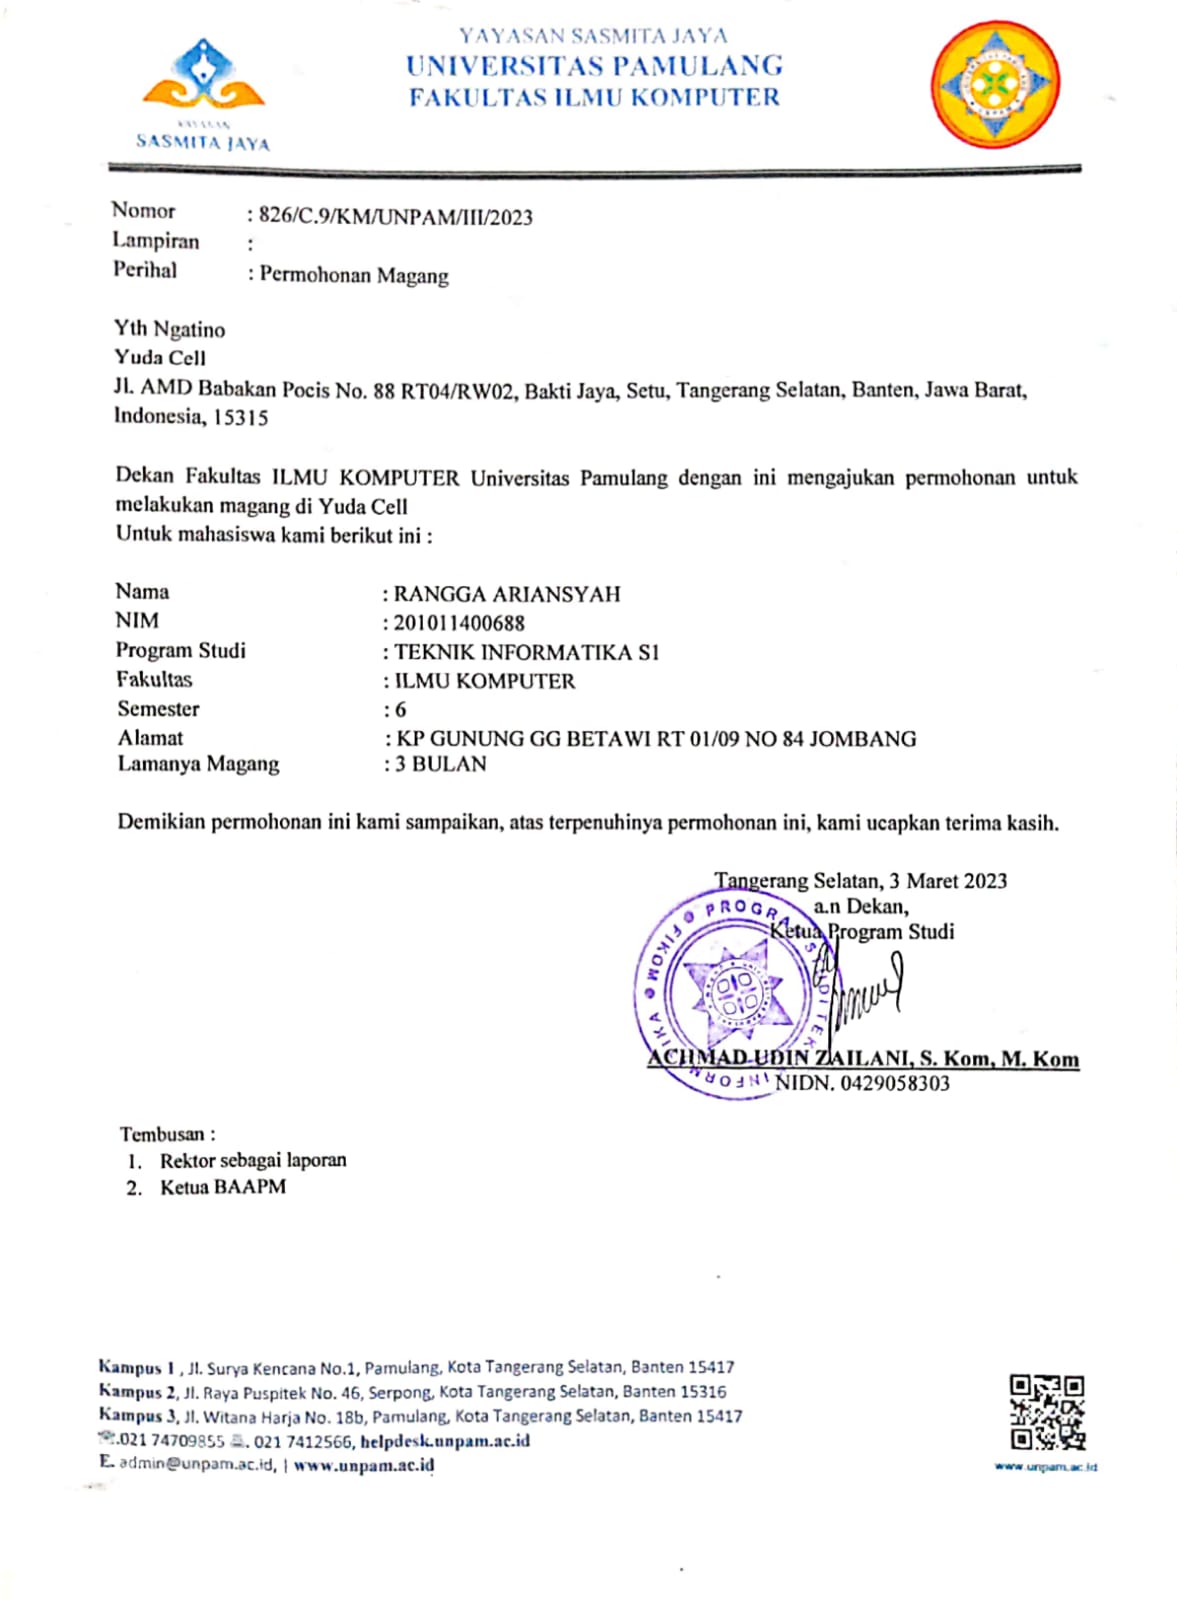 YAYASAN SASMITA JAYA
UNIVERSITAS PAMULANG
FAKULTAS ILMU KOMPUTER
YAYASAN
SASMITA JAYA
Nomor : 826/C.9/KM/UNPAM/III/2023
Lampiran :
Perihal : Permohonan Magang
Yth Ngatino
Yuda Cell
Jl. AMD Babakan Pocis No. 88 RT04/RW02, Bakti Jaya, Setu, Tangerang Selatan, Banten, Jawa Barat,
Indonesia, 15315
Dekan Fakultas ILMU KOMPUTER Universitas Pamulang dengan ini mengajukan permohonan untuk
melakukan magang di Yuda Cell
Untuk mahasiswa kami berikut ini :
Nama : RANGGA ARIANSYAH
NIM : 201011400688
Program Studi : TEKNIK INFORMATIKA S1
Fakultas : ILMU KOMPUTER
Semester : 6
Alamat : KP GUNUNG GG BETAWI RT 01/09 NO 84 JOMBANG
Lamanya Magang : 3 BULAN
Demikian permohonan ini kami sampaikan, atas terpenuhinya permohonan ini, kami ucapkan terima kasih.
Tangerang Selatan, 3 Maret 2023
a.n Dekan,
Ketua Program Studi
PROGRAM STUDI TEKNIK INFORMATIKA FIKOM
ACHMAD UDIN ZAILANI, S. Kom, M. Kom
NIDN. 0429058303
Tembusan :
1. Rektor sebagai laporan
2. Ketua BAAPM
Kampus 1 , Jl. Surya Kencana No.1, Pamulang, Kota Tangerang Selatan, Banten 15417
Kampus 2, Jl. Raya Puspitek No. 46, Serpong, Kota Tangerang Selatan, Banten 15316
Kampus 3, Jl. Witana Harja No. 18b, Pamulang, Kota Tangerang Selatan, Banten 15417
☎.021 74709855 . 021 7412566, helpdesk.unpam.ac.id
E. admin@unpam.ac.id, | www.unpam.ac.id
www.unpam.ac.id